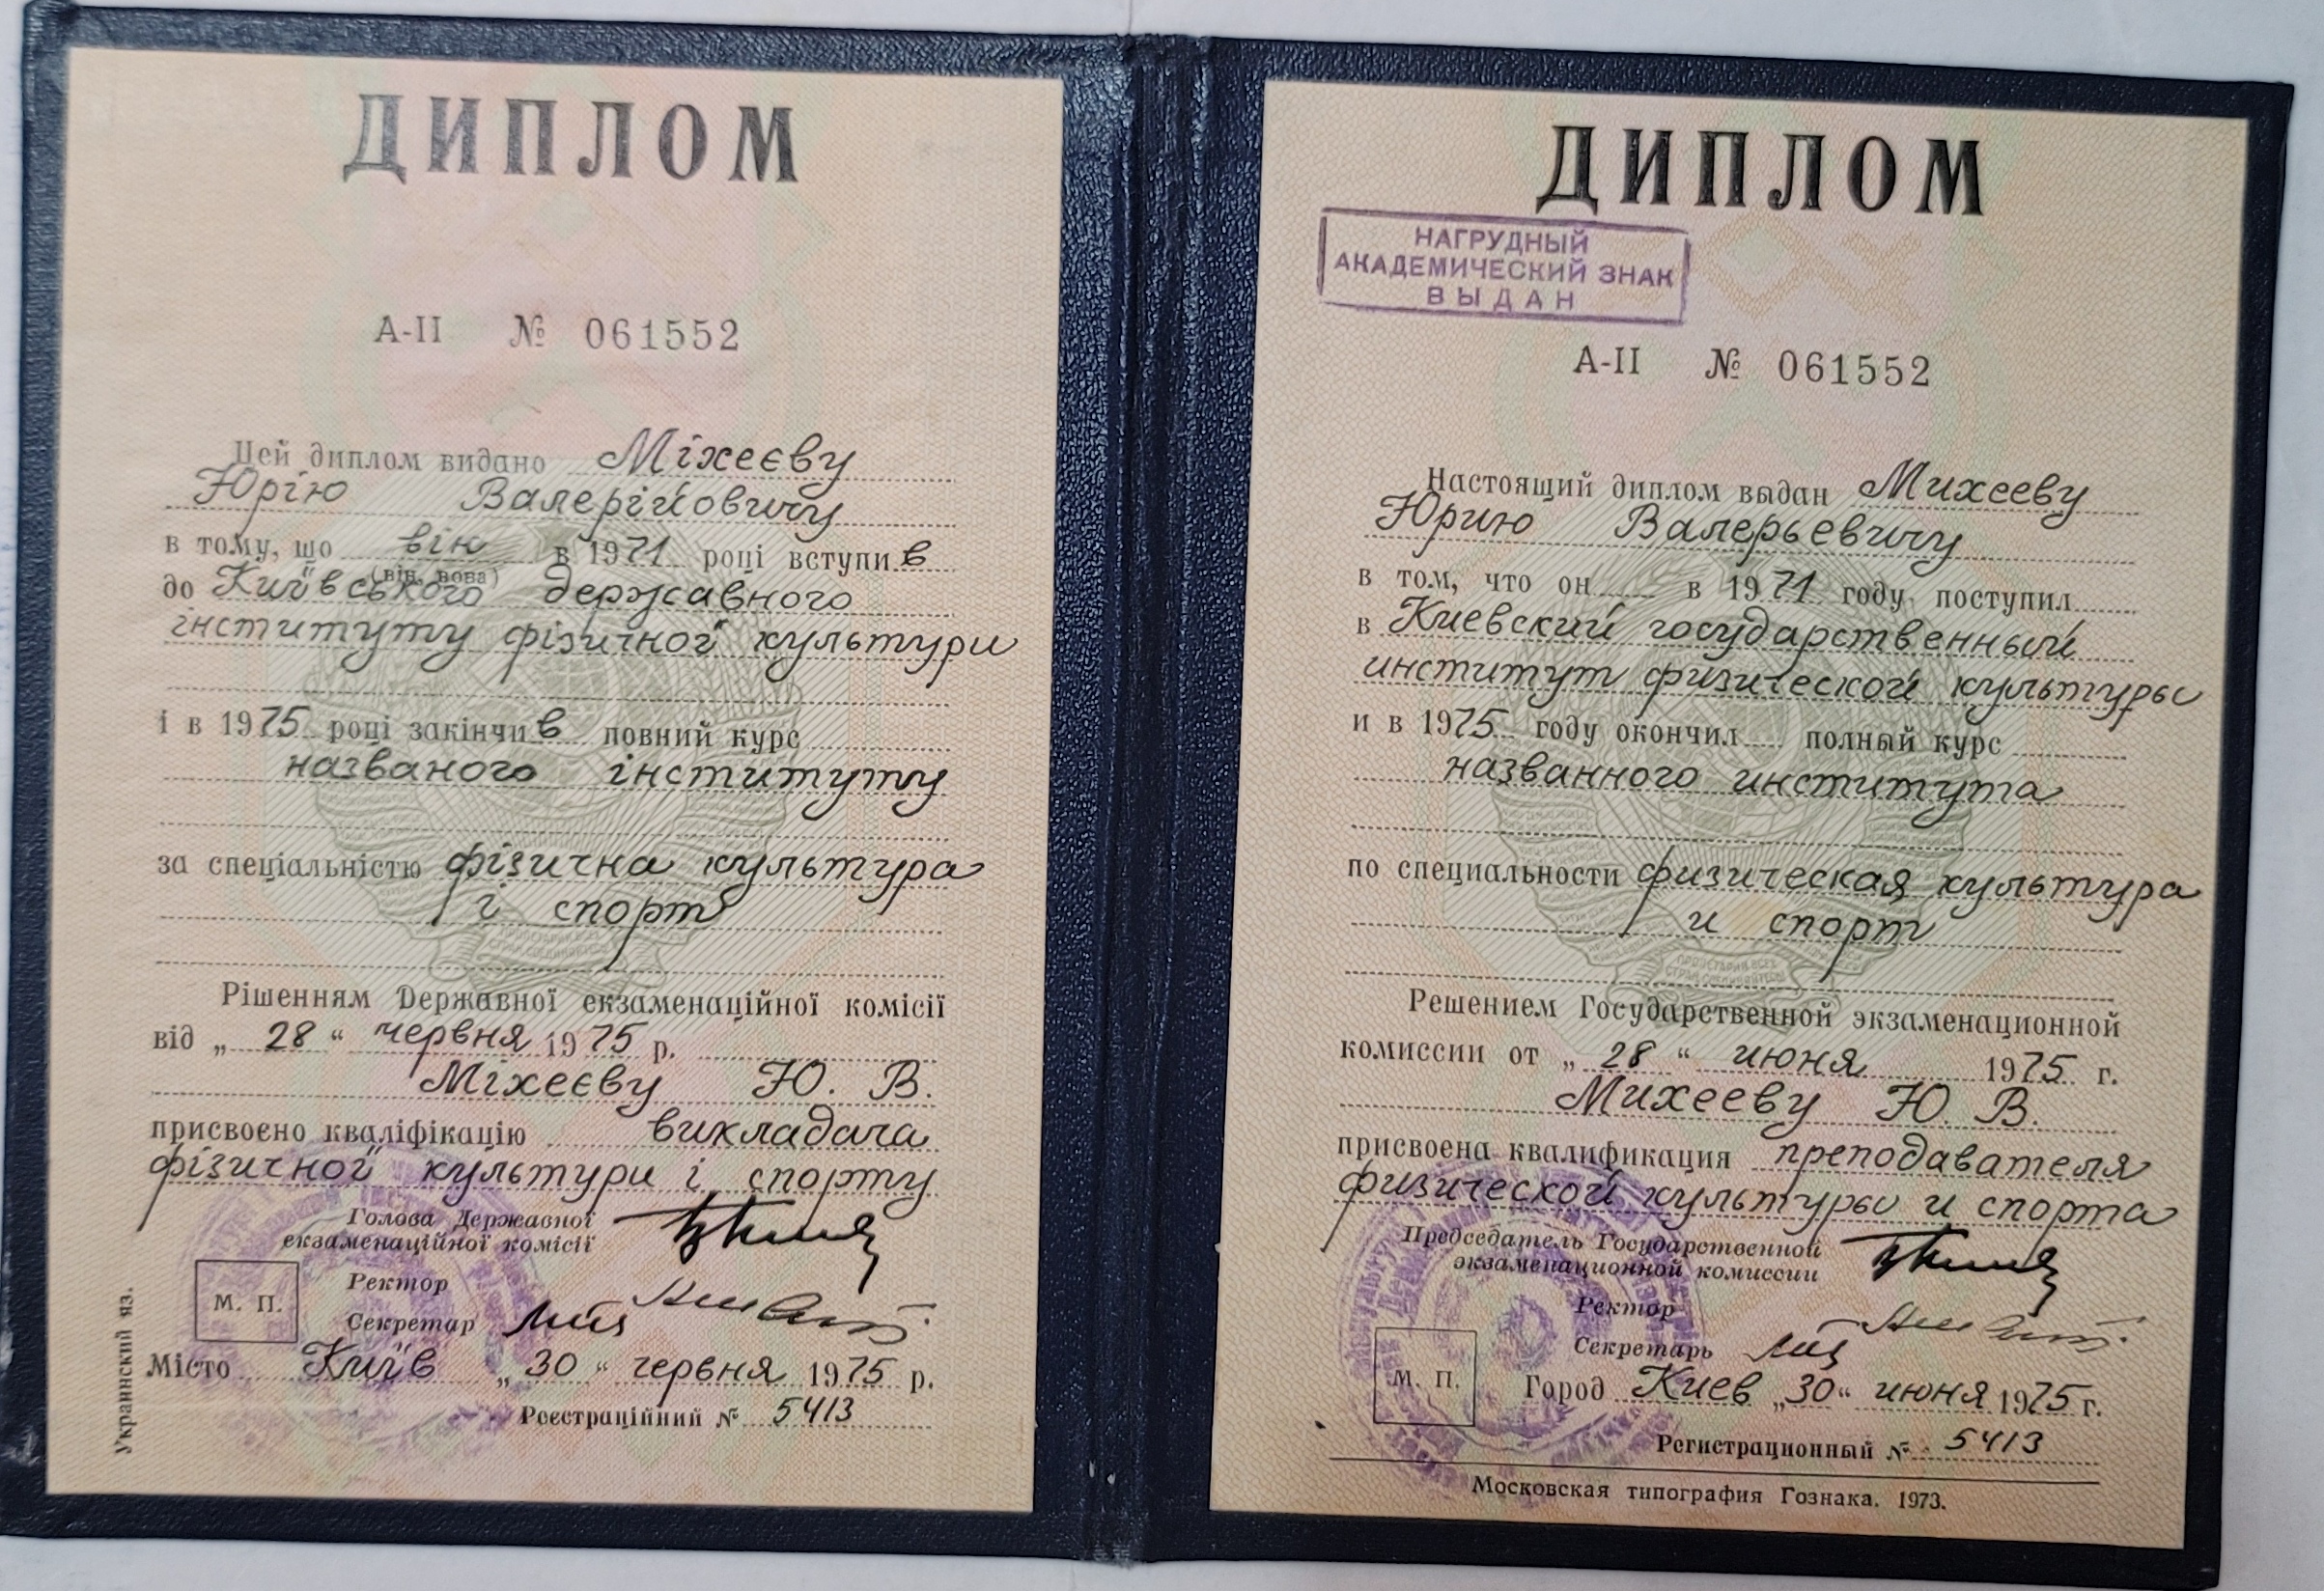 ДИПЛОМ
А-II № 061552
Цей диплом видано Міхеєву
Юрію Валерійовичу
в тому, що він в 1971 році вступив
(він, вона)
до Київського державного
інституту фізичної культури
і в 1975 році закінчив повний курс
названого інституту
за спеціальністю фізична культура
і спорт
Рішенням Державної екзаменаційної комісії
від „28“ червня 1975 р.
Міхеєву Ю. В.
присвоєно кваліфікацію викладача
фізичної культури і спорту
Голова Державної
екзаменаційної комісії
Ректор
М. П.
Секретар
Місто Київ „30“ червня 1975 р.
Реєстраційний № 5413
Украинский яз.
ДИПЛОМ
НАГРУДНЫЙ
АКАДЕМИЧЕСКИЙ ЗНАК
ВЫДАН
А-II № 061552
Настоящий диплом выдан Михееву
Юрию Валерьевичу
в том, что он в 1971 году поступил
в Киевский государственный
институт физической культуры
и в 1975 году окончил полный курс
названного института
по специальности физическая культура
и спорт
Решением Государственной экзаменационной
комиссии от „28“ июня 1975 г.
Михееву Ю. В.
присвоена квалификация преподавателя
физической культуры и спорта
Председатель Государственной
экзаменационной комиссии
Ректор
Секретарь
М. П.
Город Киев „30“ июня 1975 г.
Регистрационный № 5413
Московская типография Гознака. 1973.